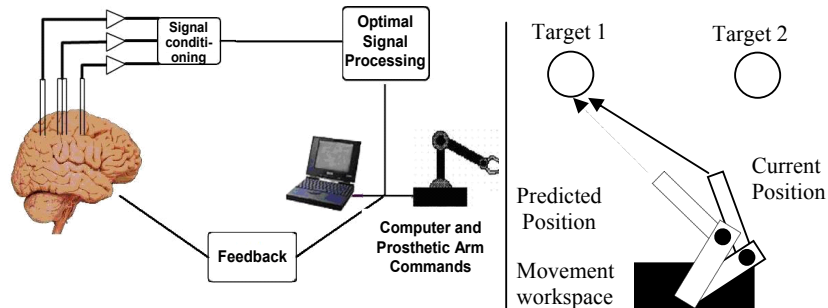 Signal
conditi-
oning
Optimal
Signal
Processing
Feedback
Computer and
Prosthetic Arm
Commands
Target 1
Target 2
Current
Position
Predicted
Position
Movement
workspace